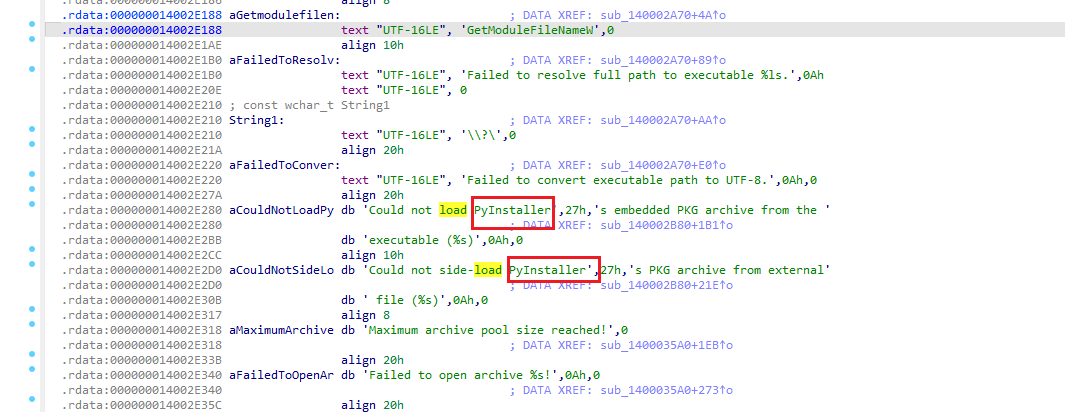 .rdata:000000014002E186 align 8
.rdata:000000014002E188 aGetmodulefilen: ; DATA XREF: sub_140002A70+4A↑o
.rdata:000000014002E188 text "UTF-16LE", 'GetModuleFileNameW',0
.rdata:000000014002E1AE align 10h
.rdata:000000014002E1B0 aFailedToResolv: ; DATA XREF: sub_140002A70+89↑o
.rdata:000000014002E1B0 text "UTF-16LE", 'Failed to resolve full path to executable %ls.',0Ah
.rdata:000000014002E20E text "UTF-16LE", 0
.rdata:000000014002E210 ; const wchar_t String1
.rdata:000000014002E210 String1: ; DATA XREF: sub_140002A70+AA↑o
.rdata:000000014002E210 text "UTF-16LE", '\\?\',0
.rdata:000000014002E21A align 20h
.rdata:000000014002E220 aFailedToConver: ; DATA XREF: sub_140002A70+E0↑o
.rdata:000000014002E220 text "UTF-16LE", 'Failed to convert executable path to UTF-8.',0Ah,0
.rdata:000000014002E27A align 20h
.rdata:000000014002E280 aCouldNotLoadPy db 'Could not load PyInstaller',27h,'s embedded PKG archive from the '
.rdata:000000014002E280 ; DATA XREF: sub_140002B80+1B1↑o
.rdata:000000014002E2BB db 'executable (%s)',0Ah,0
.rdata:000000014002E2CC align 10h
.rdata:000000014002E2D0 aCouldNotSideLo db 'Could not side-load PyInstaller',27h,'s PKG archive from external'
.rdata:000000014002E2D0 ; DATA XREF: sub_140002B80+21E↑o
.rdata:000000014002E30B db ' file (%s)',0Ah,0
.rdata:000000014002E317 align 8
.rdata:000000014002E318 aMaximumArchive db 'Maximum archive pool size reached!',0
.rdata:000000014002E318 ; DATA XREF: sub_1400035A0+1EB↑o
.rdata:000000014002E33B align 20h
.rdata:000000014002E340 aFailedToOpenAr db 'Failed to open archive %s!',0Ah,0
.rdata:000000014002E340 ; DATA XREF: sub_1400035A0+273↑o
.rdata:000000014002E35C align 20h